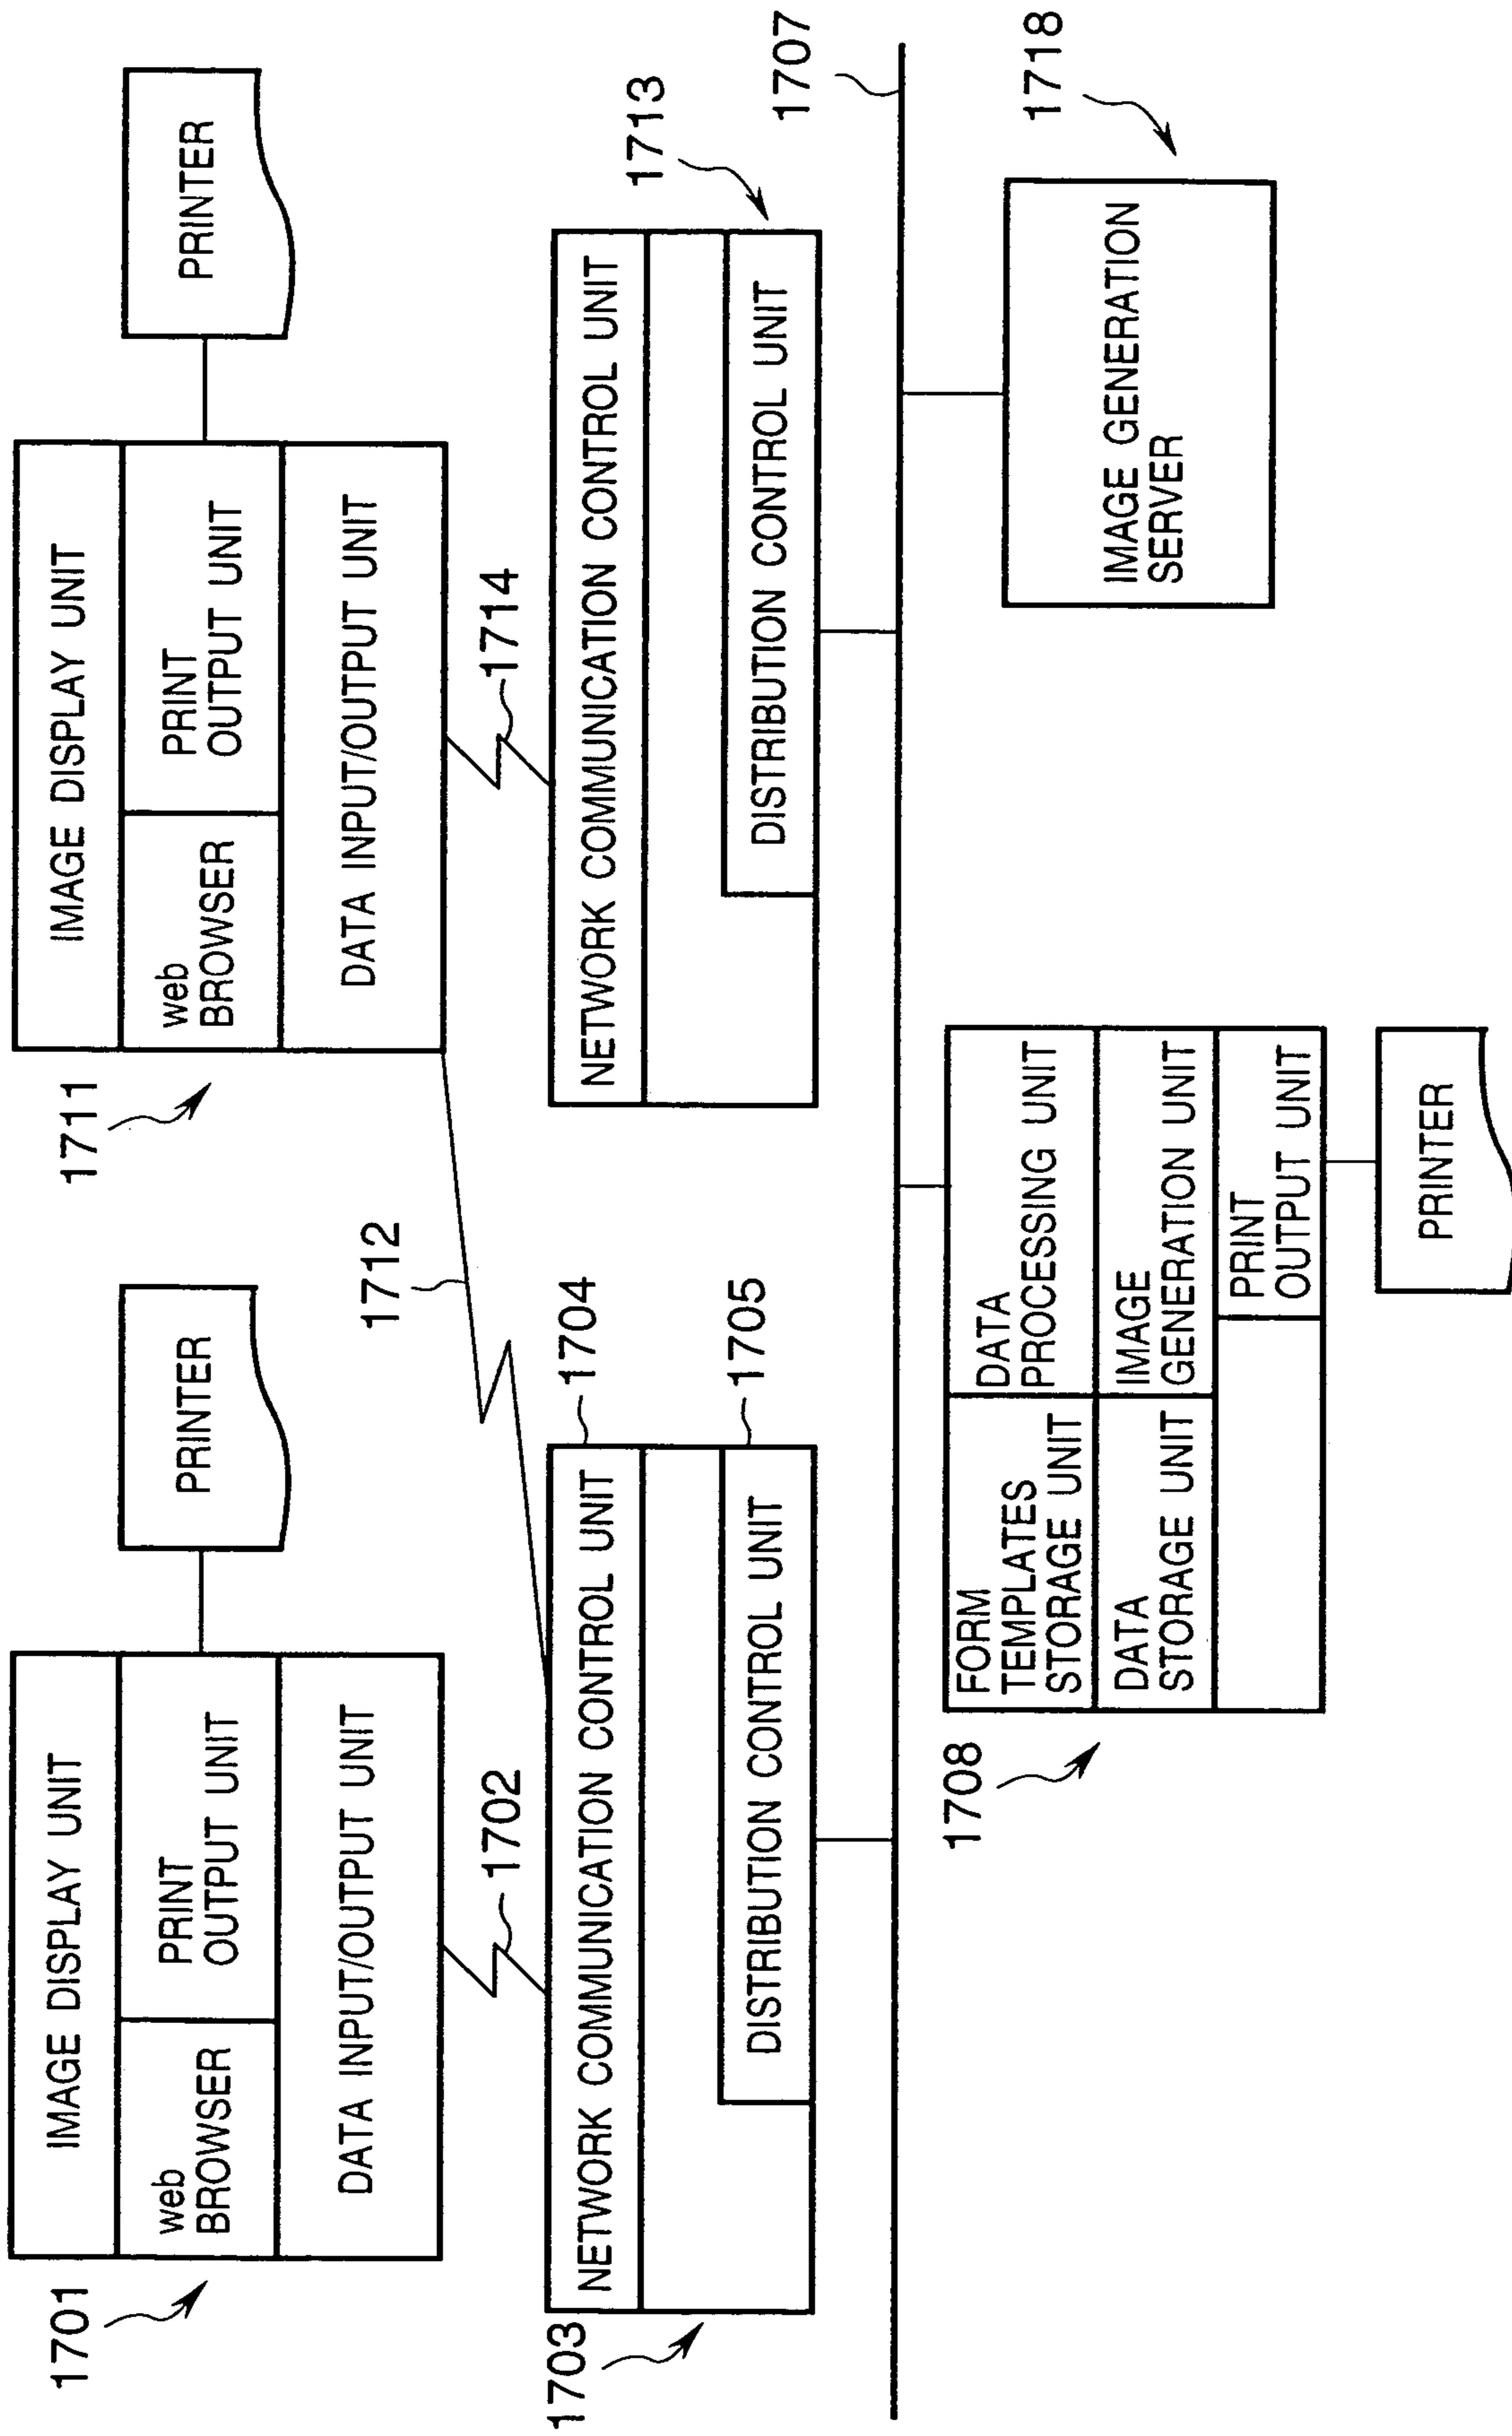 1701
IMAGE DISPLAY UNIT
web
BROWSER
PRINT
OUTPUT UNIT
DATA INPUT/OUTPUT UNIT
PRINTER
1702
1711
IMAGE DISPLAY UNIT
web
BROWSER
PRINT
OUTPUT UNIT
DATA INPUT/OUTPUT UNIT
PRINTER
1712
1714
1703
NETWORK COMMUNICATION CONTROL UNIT
1704
DISTRIBUTION CONTROL UNIT
1705
NETWORK COMMUNICATION CONTROL UNIT
DISTRIBUTION CONTROL UNIT
1713
1707
1708
FORM
TEMPLATES
STORAGE UNIT
DATA
PROCESSING UNIT
DATA
STORAGE UNIT
IMAGE
GENERATION UNIT
PRINT
OUTPUT UNIT
PRINTER
IMAGE GENERATION
SERVER
1718